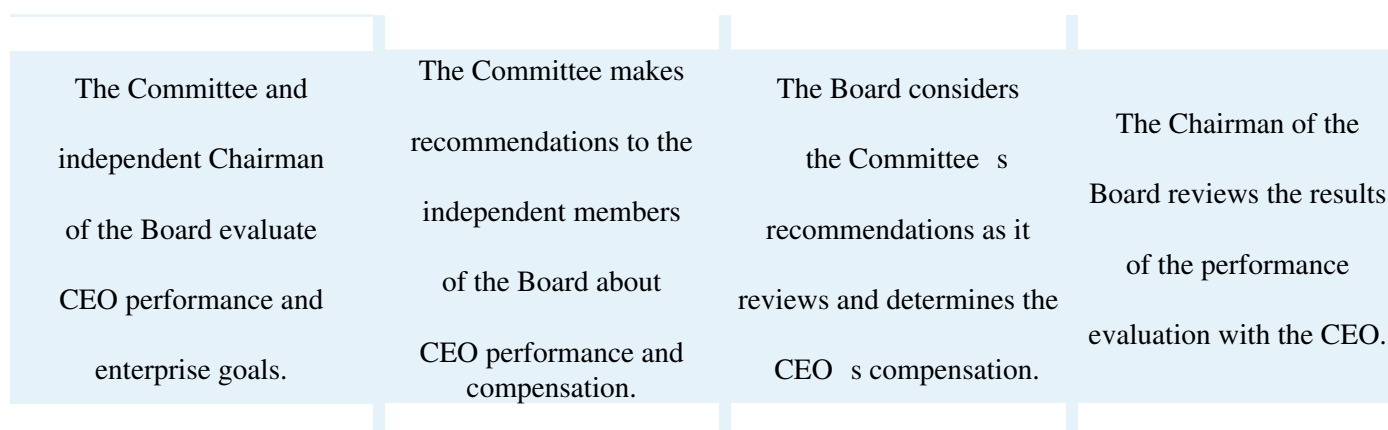 The Committee and
independent Chairman
of the Board evaluate
CEO performance and
enterprise goals.
The Committee makes
recommendations to the
independent members
of the Board about
CEO performance and
compensation.
The Board considers
the Committee s
recommendations as it
reviews and determines the
CEO s compensation.
The Chairman of the
Board reviews the results
of the performance
evaluation with the CEO.